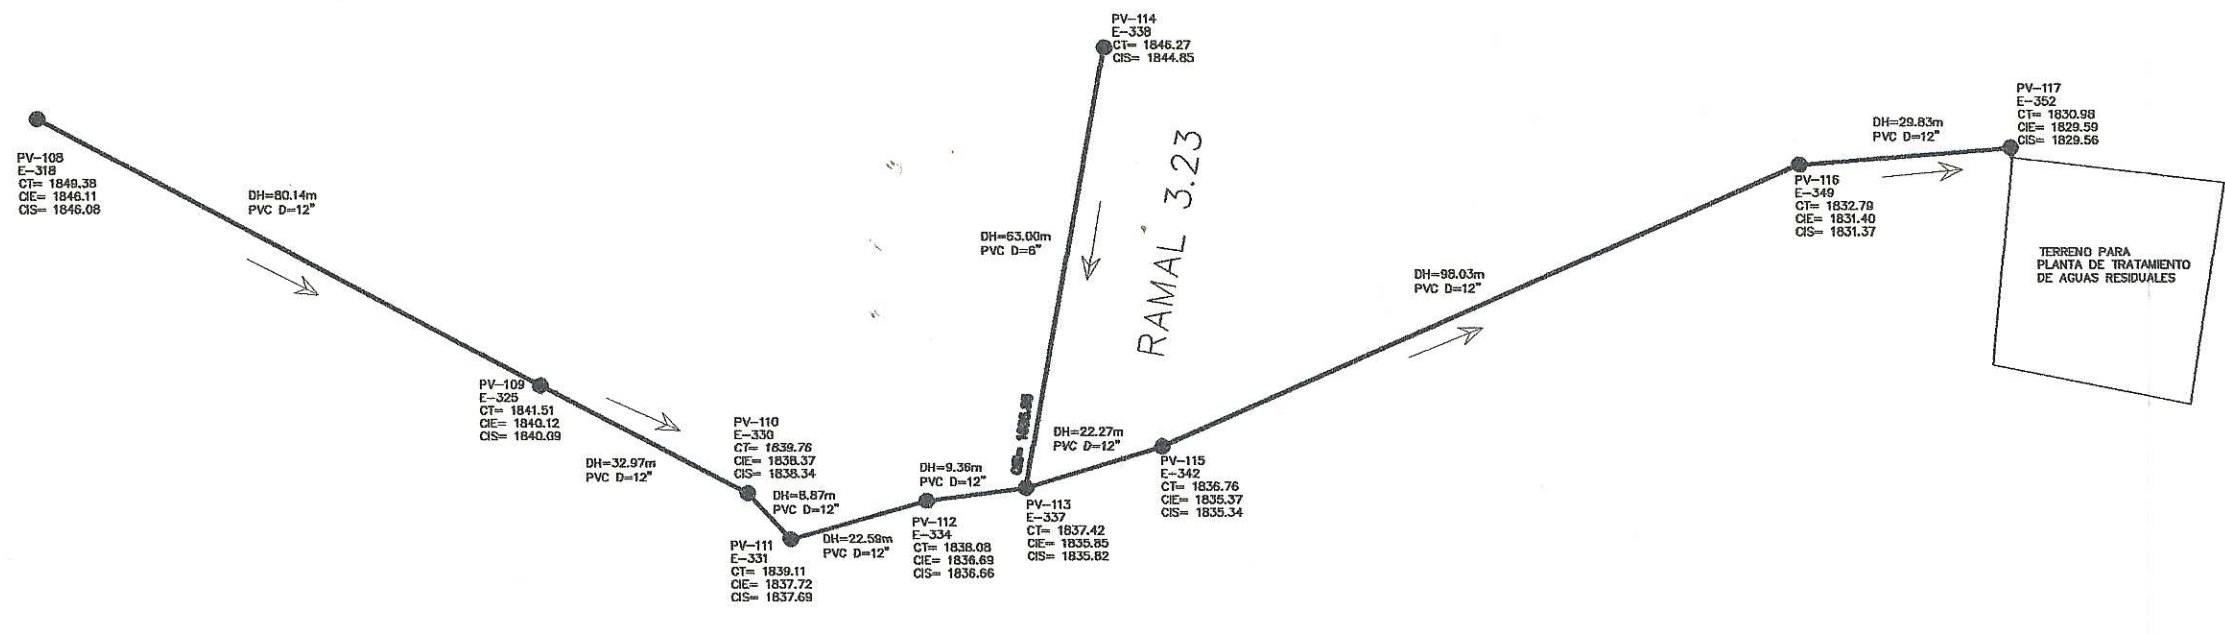 PV-108
E-318
CT= 1849.38
CIE= 1846.11
CIS= 1846.08
DH=80.14m
PVC D=12"
PV-109
E-325
CT= 1841.51
CIE= 1840.12
CIS= 1840.09
DH=32.97m
PVC D=12"
PV-110
E-330
CT= 1839.76
CIE= 1838.37
CIS= 1838.34
DH=8.87m
PVC D=12"
PV-111
E-331
CT= 1839.11
CIE= 1837.72
CIS= 1837.69
DH=22.59m
PVC D=12"
PV-112
E-334
CT= 1838.08
CIE= 1836.69
CIS= 1836.66
DH=9.36m
PVC D=12"
PV-114
E-338
CT= 1846.27
CIS= 1844.85
DH=63.00m
PVC D=6"
RAMAL 3.23
PV-113
E-337
CT= 1837.42
CIE= 1835.85
CIS= 1835.82
DH=22.27m
PVC D=12"
PV-115
E-342
CT= 1836.76
CIE= 1835.37
CIS= 1835.34
DH=98.03m
PVC D=12"
PV-116
E-349
CT= 1832.79
CIE= 1831.40
CIS= 1831.37
DH=29.83m
PVC D=12"
PV-117
E-352
CT= 1830.98
CIE= 1829.59
CIS= 1829.56
TERRENO PARA
PLANTA DE TRATAMIENTO
DE AGUAS RESIDUALES